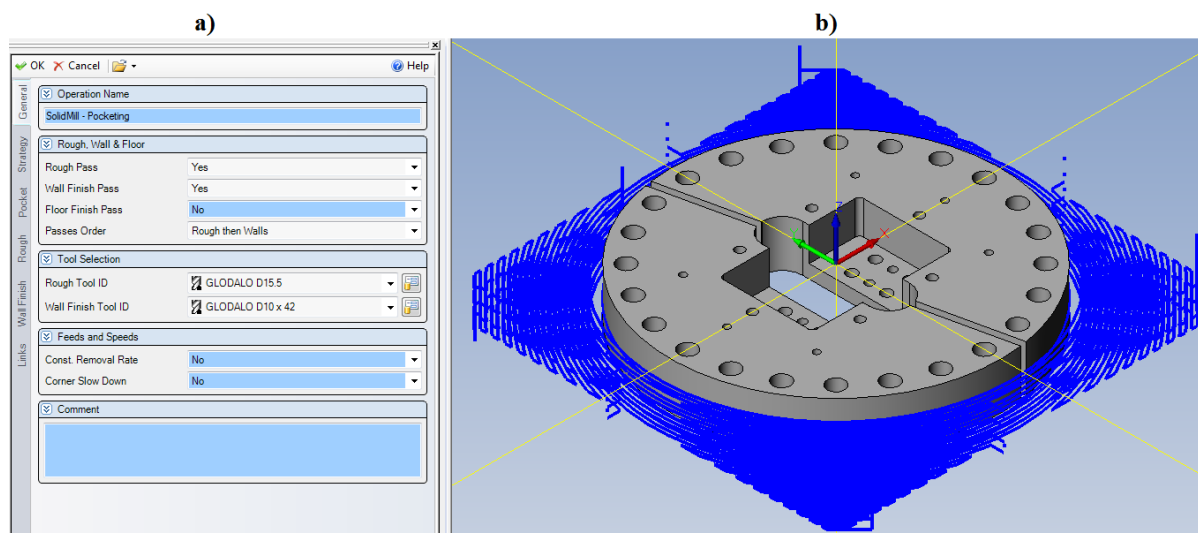 a)
b)
OK Cancel Help
General
Strategy
Pocket
Rough
Wall Finish
Links
Operation Name
SolidMill - Pocketing
Rough, Wall & Floor
Rough Pass Yes
Wall Finish Pass Yes
Floor Finish Pass No
Passes Order Rough then Walls
Tool Selection
Rough Tool ID GLODALO D15.5
Wall Finish Tool ID GLODALO D10 x 42
Feeds and Speeds
Const. Removal Rate No
Corner Slow Down No
Comment
Z
X